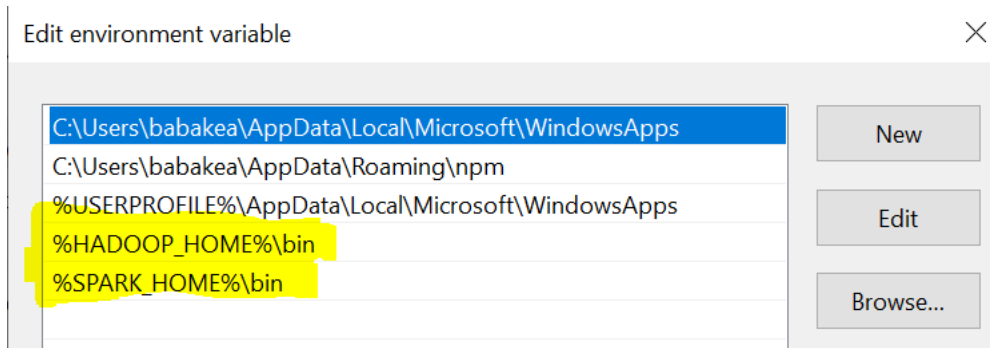 Edit environment variable
C:\Users\babakea\AppData\Local\Microsoft\WindowsApps
New
C:\Users\babakea\AppData\Roaming\npm
%USERPROFILE%\AppData\Local\Microsoft\WindowsApps
Edit
%HADOOP_HOME%\bin
%SPARK_HOME%\bin
Browse...